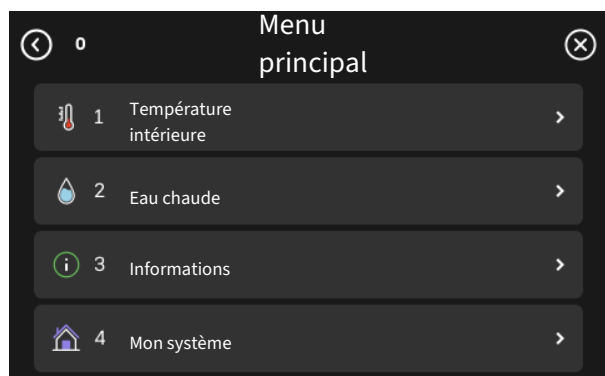 0
Menu
principal
1
Température
intérieure
2
Eau chaude
3
Informations
4
Mon système